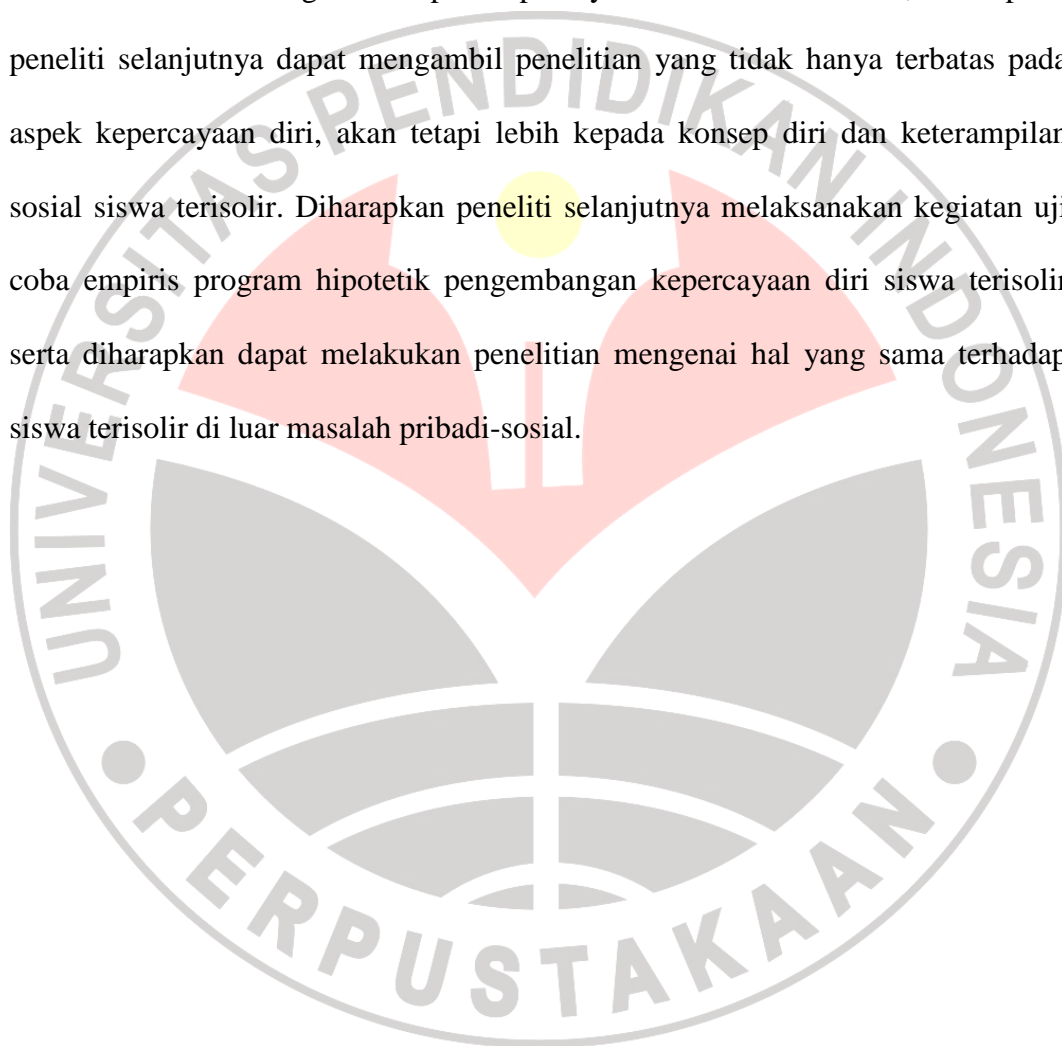 peneliti selanjutnya dapat mengambil penelitian yang tidak hanya terbatas pada
aspek kepercayaan diri, akan tetapi lebih kepada konsep diri dan keterampilan
sosial siswa terisolir. Diharapkan peneliti selanjutnya melaksanakan kegiatan uji
coba empiris program hipotetik pengembangan kepercayaan diri siswa terisolir
serta diharapkan dapat melakukan penelitian mengenai hal yang sama terhadap
siswa terisolir di luar masalah pribadi-sosial.
UNIVERSITAS PENDIDIKAN INDONESIA
PERPUSTAKAAN